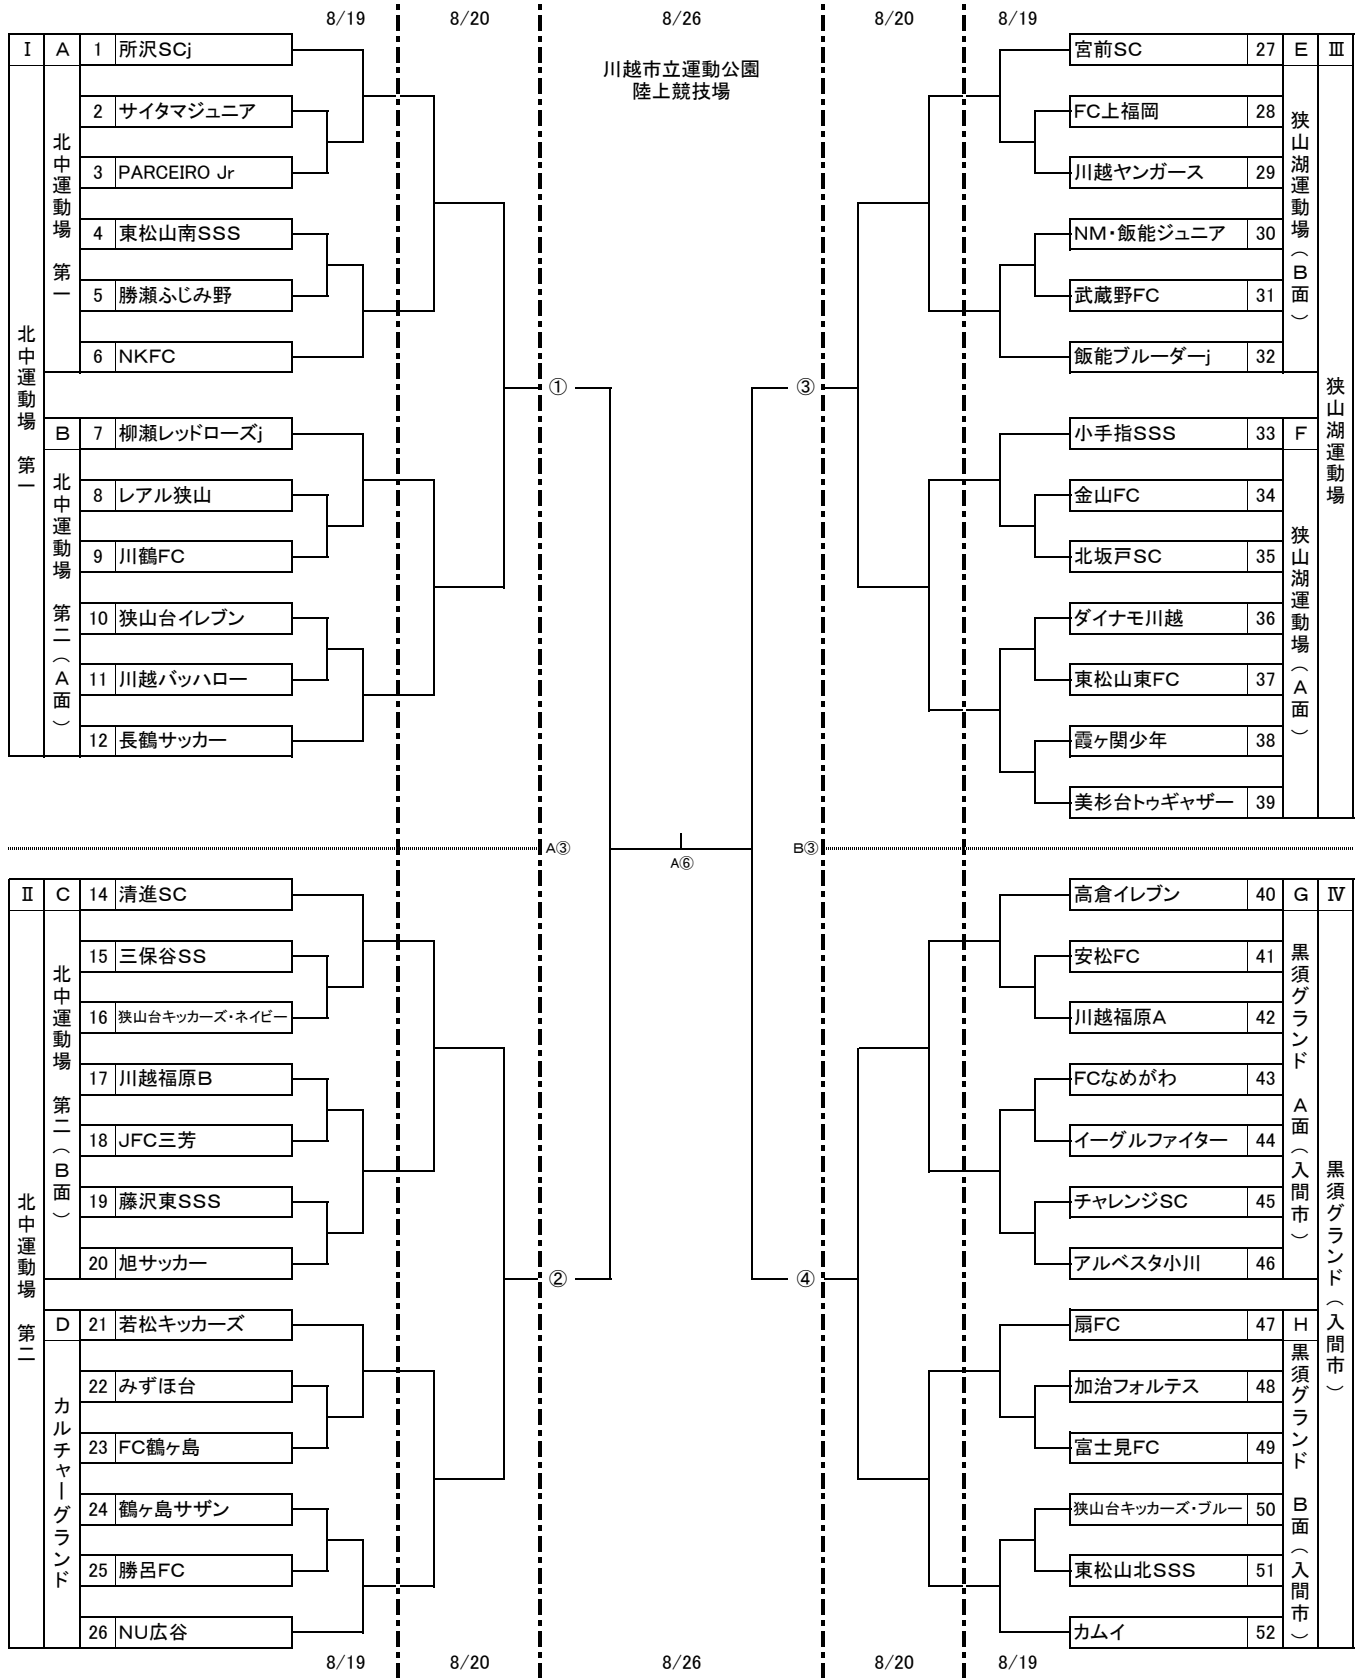 8/19 8/20 8/26 8/20 8/19
川越市立運動公園
陸上競技場
Ⅰ A 1 所沢SCj
2 サイタマジュニア
3 PARCEIRO Jr
4 東松山南SSS
5 勝瀬ふじみ野
6 NKFC
北中運動場 第一
北中運動場 第一
B 7 柳瀬レッドローズj
8 レアル狭山
9 川鶴FC
10 狭山台イレブン
11 川越バッハロー
12 長鶴サッカー
北中運動場 第二(A面)
①
Ⅱ C 14 清進SC
15 三保谷SS
16 狭山台キッカーズ・ネイビー
17 川越福原B
18 JFC三芳
19 藤沢東SSS
20 旭サッカー
北中運動場 第二(B面)
北中運動場 第二
D 21 若松キッカーズ
22 みずほ台
23 FC鶴ヶ島
24 鶴ヶ島サザン
25 勝呂FC
26 NU広谷
カルチャーグランド
②
A③
A⑥
B③
宮前SC 27 E Ⅲ
FC上福岡 28
川越ヤンガース 29
NM・飯能ジュニア 30
武蔵野FC 31
飯能ブルーダーj 32
狭山湖運動場(B面)
狭山湖運動場
③
小手指SSS 33 F
金山FC 34
北坂戸SC 35
ダイナモ川越 36
東松山東FC 37
霞ヶ関少年 38
美杉台トゥギャザー 39
狭山湖運動場(A面)
高倉イレブン 40 G Ⅳ
安松FC 41
川越福原A 42
FCなめがわ 43
イーグルファイター 44
チャレンジSC 45
アルベスタ小川 46
黒須グランド A面(入間市)
黒須グランド(入間市)
④
扇FC 47 H
加治フォルテス 48
富士見FC 49
狭山台キッカーズ・ブルー 50
東松山北SSS 51
カムイ 52
黒須グランド B面(入間市)
8/19 8/20 8/26 8/20 8/19